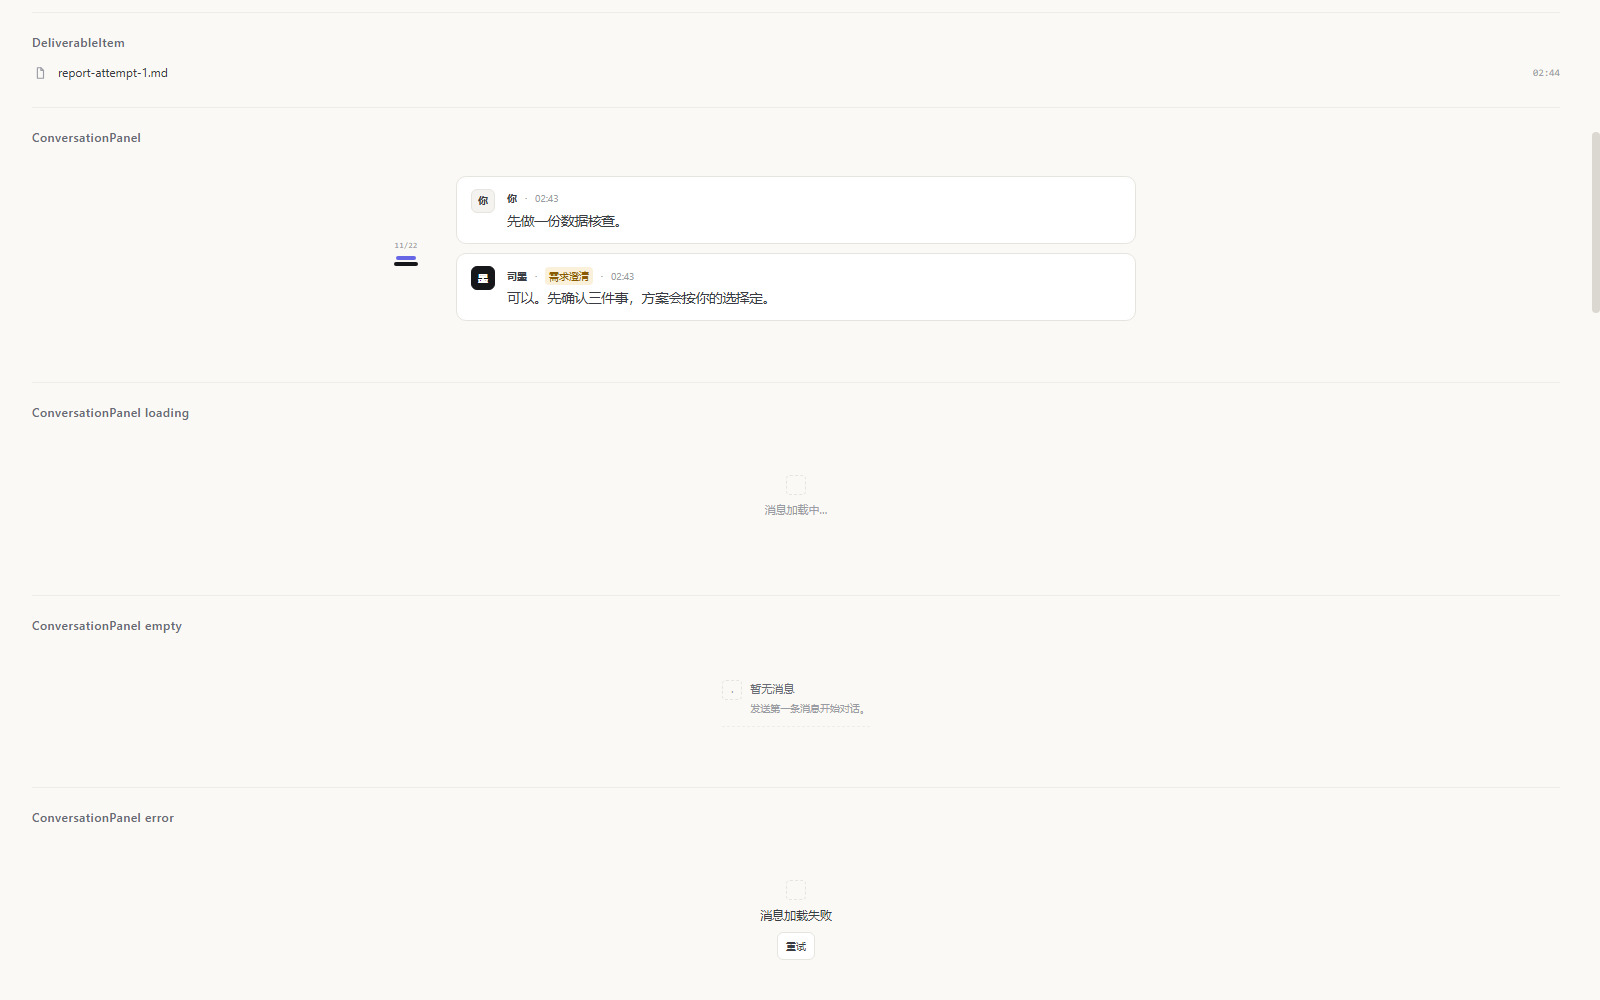 DeliverableItem
report-attempt-1.md
02:44
ConversationPanel
你 你 · 02:43
先做一份数据核查。
11/22
墨 司墨 · 需求澄清 · 02:43
可以。先确认三件事，方案会按你的选择定。
ConversationPanel loading
消息加载中...
ConversationPanel empty
· 暂无消息
发送第一条消息开始对话。
ConversationPanel error
消息加载失败
重试